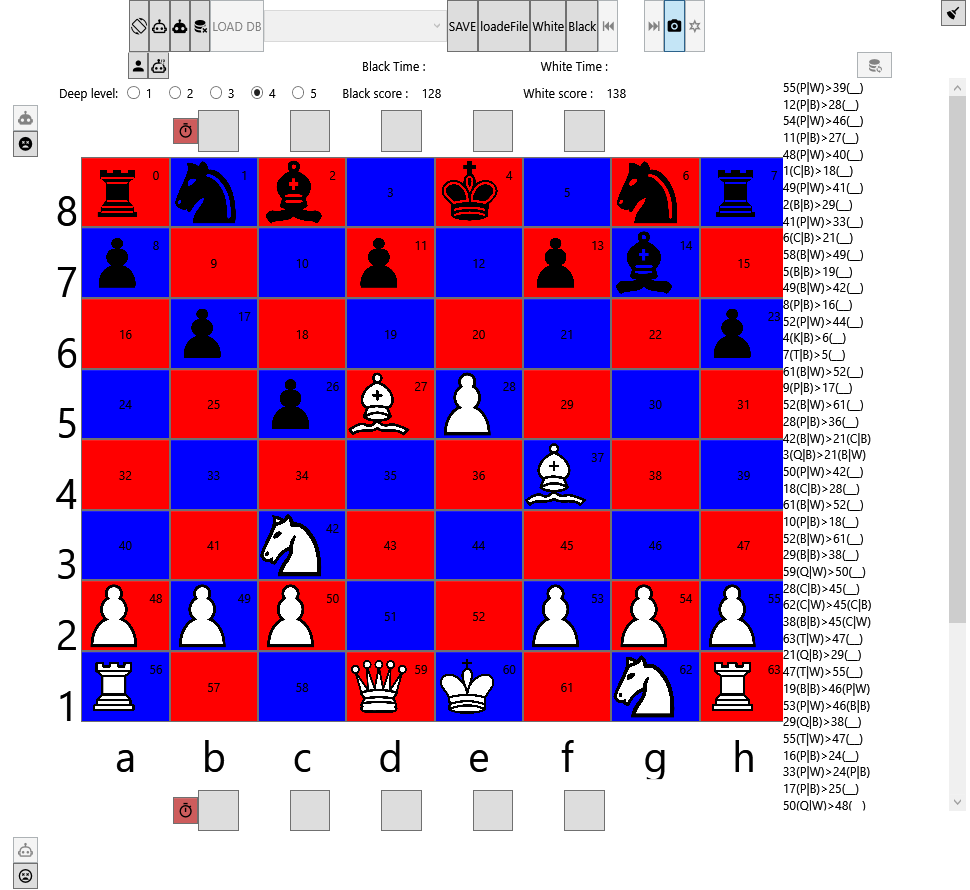 LOAD DB SAVE loadeFile White Black
Black Time : White Time :
Deep level: 1 2 3 4 5 Black score : 128 White score : 138
8 0 1 2 3 4 5 6 7
7 8 9 10 11 12 13 14 15
6 16 17 18 19 20 21 22 23
5 24 25 26 27 28 29 30 31
4 32 33 34 35 36 37 38 39
3 40 41 42 43 44 45 46 47
2 48 49 50 51 52 53 54 55
1 56 57 58 59 60 61 62 63
a b c d e f g h
55(P|W)>39(__)
12(P|B)>28(__)
54(P|W)>46(__)
11(P|B)>27(__)
48(P|W)>40(__)
1(C|B)>18(__)
49(P|W)>41(__)
2(B|B)>29(__)
41(P|W)>33(__)
6(C|B)>21(__)
58(B|W)>49(__)
5(B|B)>19(__)
49(B|W)>42(__)
8(P|B)>16(__)
52(P|W)>44(__)
4(K|B)>6(__)
7(T|B)>5(__)
61(B|W)>52(__)
9(P|B)>17(__)
52(B|W)>61(__)
28(P|B)>36(__)
42(B|W)>21(C|B)
3(Q|B)>21(B|W)
50(P|W)>42(__)
18(C|B)>28(__)
61(B|W)>52(__)
10(P|B)>18(__)
52(B|W)>61(__)
29(B|B)>38(__)
59(Q|W)>50(__)
28(C|B)>45(__)
62(C|W)>45(C|B)
38(B|B)>45(C|W)
63(T|W)>47(__)
21(Q|B)>29(__)
47(T|W)>55(__)
19(B|B)>46(P|W)
53(P|W)>46(B|B)
29(Q|B)>38(__)
55(T|W)>47(__)
16(P|B)>24(__)
33(P|W)>24(P|B)
17(P|B)>25(__)
50(Q|W)>48(__)